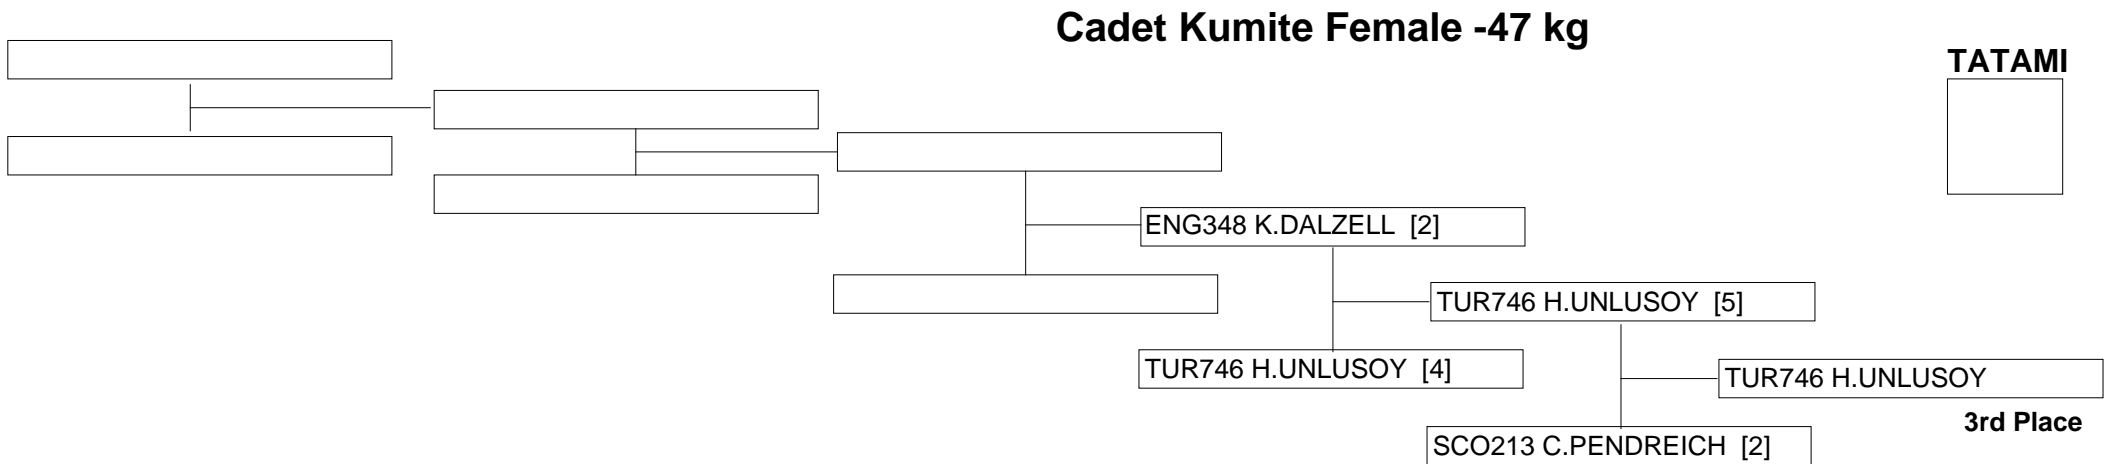 Cadet Kumite Female -47 kg
TATAMI
ENG348 K.DALZELL [2]
TUR746 H.UNLUSOY [5]
TUR746 H.UNLUSOY [4]
TUR746 H.UNLUSOY
3rd Place
SCO213 C.PENDREICH [2]